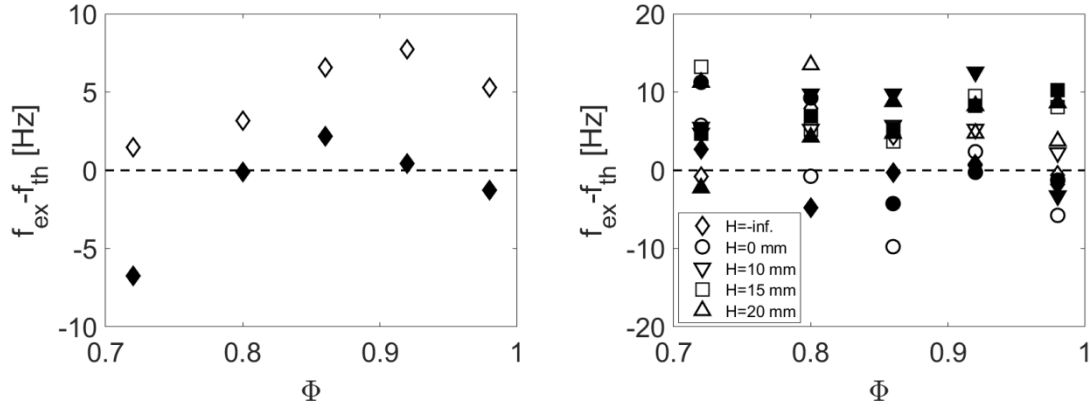 10
5
0
-5
-10
0.7 0.8 0.9 1
Φ
f_ex-f_th [Hz]
20
10
0
-10
-20
0.7 0.8 0.9 1
Φ
f_ex-f_th [Hz]
H=-inf.
H=0 mm
H=10 mm
H=15 mm
H=20 mm